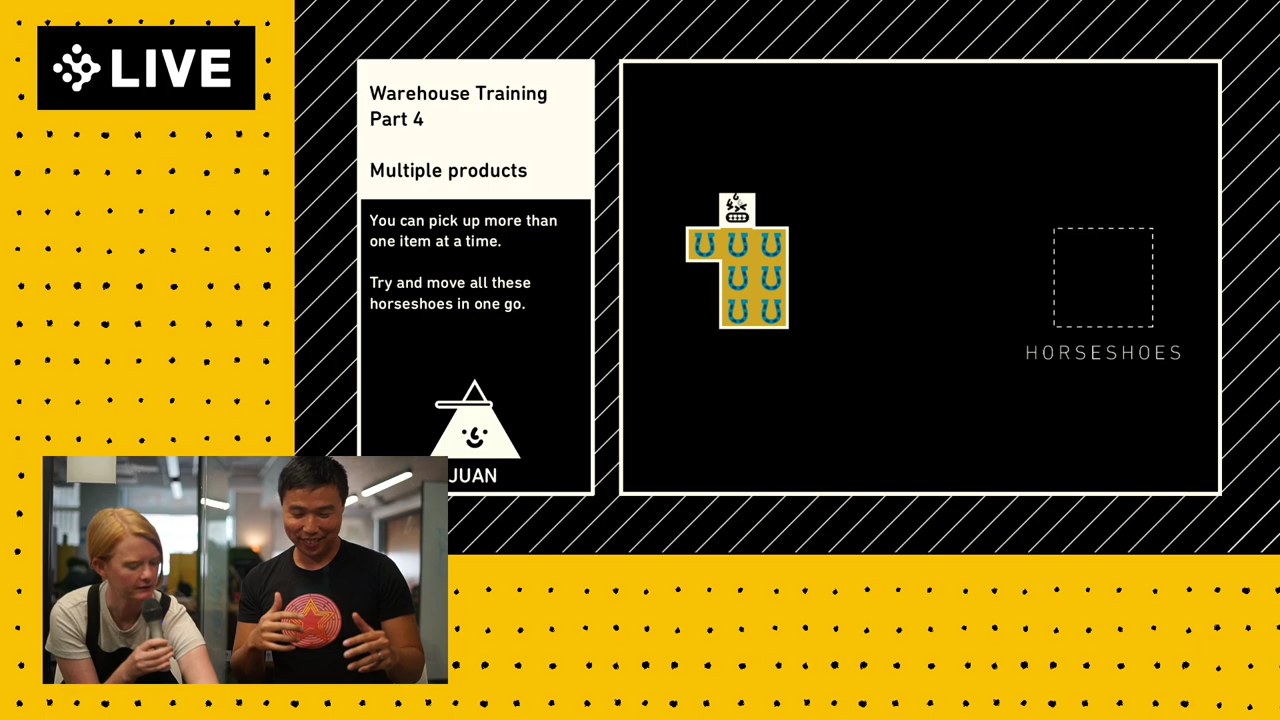 LIVE
Warehouse Training
Part 4
Multiple products
You can pick up more than
one item at a time.
Try and move all these
horseshoes in one go.
JUAN
HORSESHOES